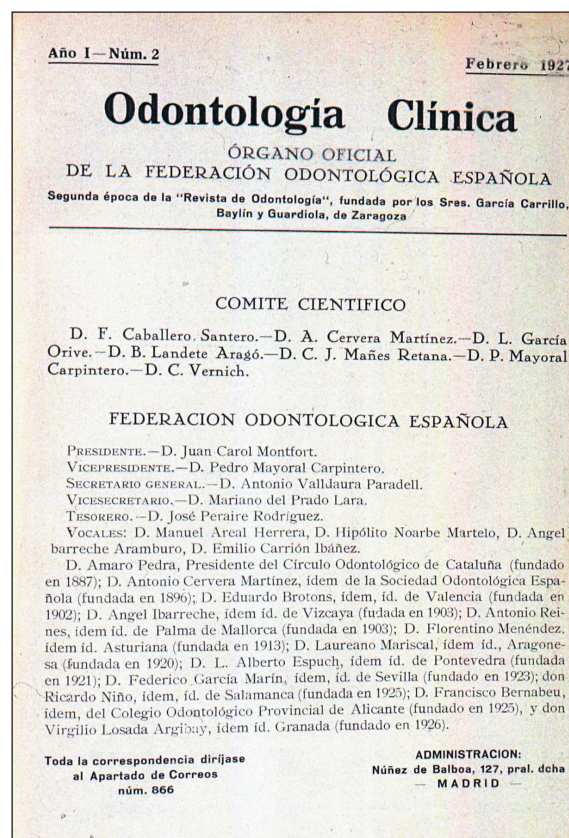 Año I—Núm. 2
Febrero 1927
Odontología Clínica
ÓRGANO OFICIAL
DE LA FEDERACIÓN ODONTOLÓGICA ESPAÑOLA
Segunda época de la "Revista de Odontología", fundada por los Sres. García Carrillo,
Baylín y Guardiola, de Zaragoza
COMITE CIENTIFICO
D. F. Caballero Santero.—D. A. Cervera Martínez.—D. L. García
Orive.—D. B. Landete Aragó.—D. C. J. Mañes Retana.—D. P. Mayoral
Carpintero.—D. C. Vernich.
FEDERACION ODONTOLOGICA ESPAÑOLA
PRESIDENTE.—D. Juan Carol Montfort.
VICEPRESIDENTE.—D. Pedro Mayoral Carpintero.
SECRETARIO GENERAL.—D. Antonio Valldaura Paradell.
VICESECRETARIO.—D. Mariano del Prado Lara.
TESORERO.—D. José Peraire Rodríguez.
VOCALES: D. Manuel Areal Herrera, D. Hipólito Noarbe Martelo, D. Angel
barreche Aramburo, D. Emilio Carrión Ibáñez.
D. Amaro Pedra, Presidente del Círculo Odontológico de Cataluña (fundado
en 1887); D. Antonio Cervera Martínez, ídem de la Sociedad Odontológica Espa-
ñola (fundada en 1896); D. Eduardo Brotons, ídem, íd. de Valencia (fundada en
1902); D. Angel Ibarreche, ídem íd. de Vizcaya (fudada en 1903); D. Antonio Rei-
nes, ídem íd. de Palma de Mallorca (fundada en 1903); D. Florentino Menéndez,
ídem íd. Asturiana (fundada en 1913); D. Laureano Mariscal, ídem íd., Aragone-
sa (fundada en 1920); D. L. Alberto Espuch, ídem íd. de Pontevedra (fundada
en 1921); D. Federico García Marín, ídem íd. de Sevilla (fundado en 1923); don
Ricardo Niño, ídem, íd. de Salamanca (fundada en 1925); D. Francisco Bernabeu,
ídem, del Colegio Odontológico Provincial de Alicante (fundado en 1925), y don
Virgilio Losada Argibay, ídem íd. Granada (fundado en 1926).
Toda la correspondencia diríjase
al Apartado de Correos
núm. 866
ADMINISTRACION:
Núñez de Balboa, 127, pral. dcha
— MADRID —